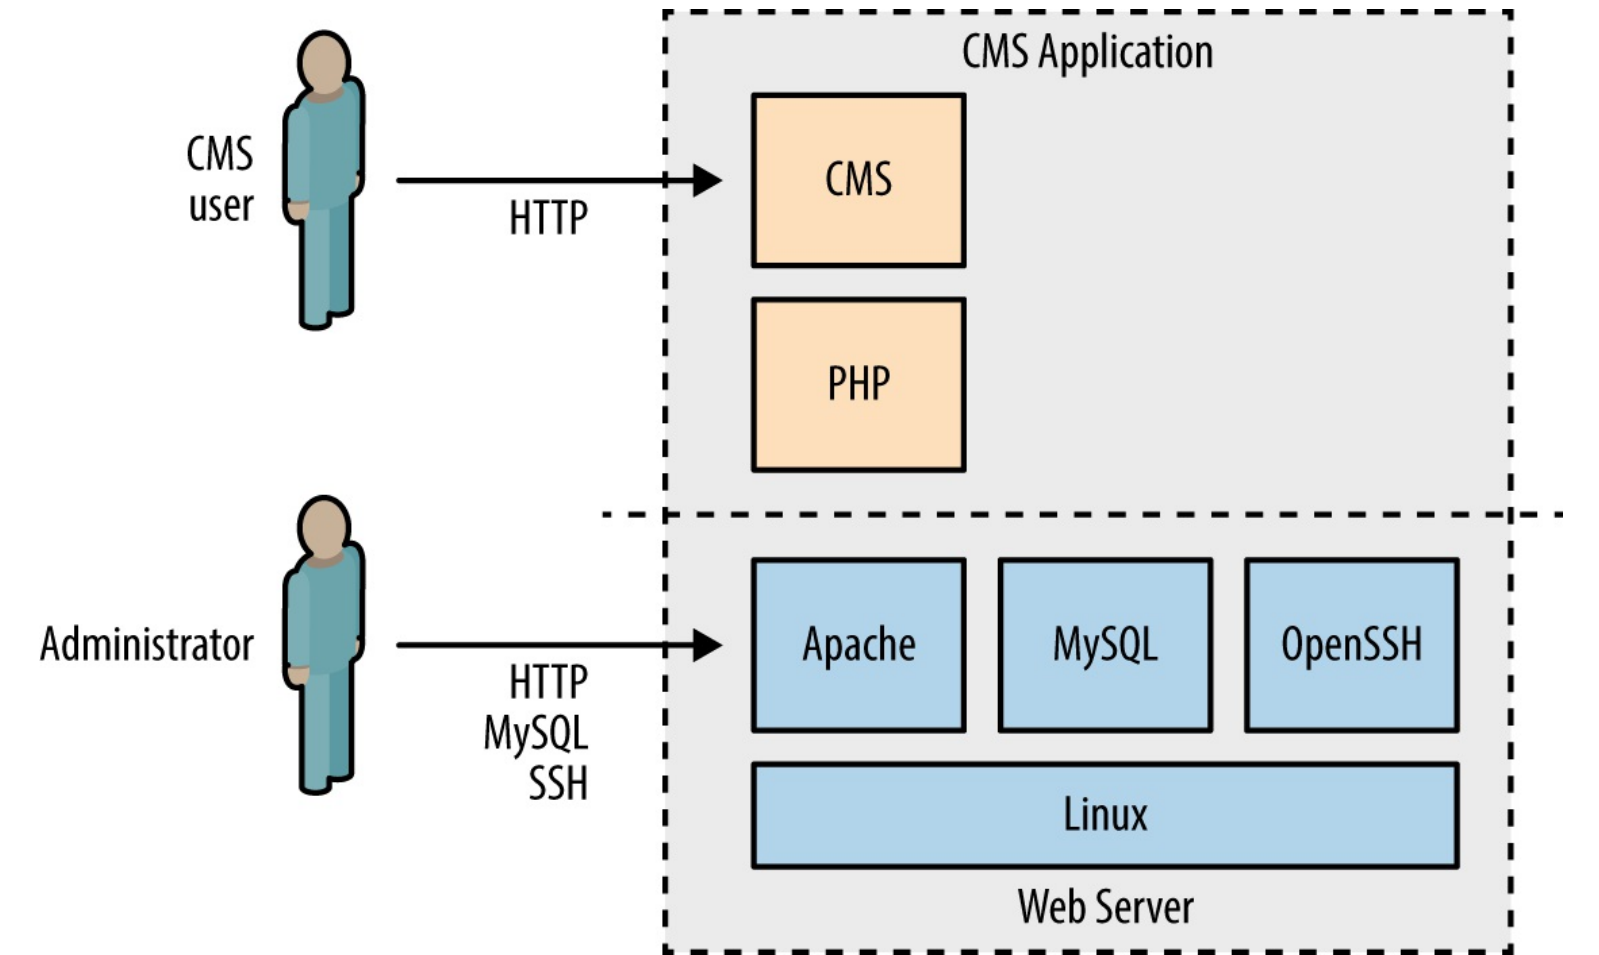 CMS Application
CMS
user
HTTP
CMS
PHP
Administrator
HTTP
MySQL
SSH
Apache
MySQL
OpenSSH
Linux
Web Server